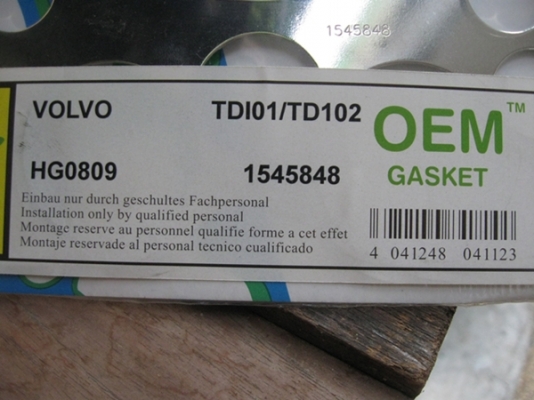 1545848
VOLVO TDI01/TD102
OEM™
HG0809 1545848
GASKET
Einbau nur durch geschultes Fachpersonal
Installation only by qualified personal
Montage reserve au personnel qualifie forme a cet effet
Montaje reservade al personal tecnico cualificado
4 041248 041123